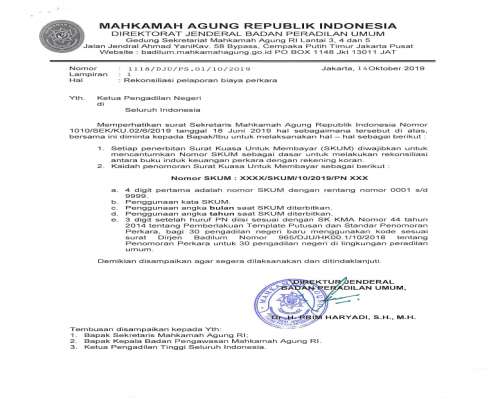 MAHKAMAH AGUNG REPUBLIK INDONESIA
DIREKTORAT JENDERAL BADAN PERADILAN UMUM
Gedung Sekretariat Mahkamah Agung RI Lantai 3, 4 dan 5
Jalan Jendral Ahmad YaniKav. 58 Bypass, Cempaka Putih Timur Jakarta Pusat
Website : badilum.mahkamahagung.go.id PO BOX 1148 Jkt 13011 JAT
Nomor : 1118/DJU/PS.01/10/2019 Jakarta, 14 Oktober 2019
Lampiran : 1
Hal : Rekonsiliasi pelaporan biaya perkara
Yth. Ketua Pengadilan Negeri
di
Seluruh Indonesia
Memperhatikan surat Sekretaris Mahkamah Agung Republik Indonesia Nomor
1010/SEK/KU.02/6/2019 tanggal 18 Juni 2019 hal sebagaimana tersebut di atas,
bersama ini diminta kepada Bapak/Ibu untuk melaksanakan hal – hal sebagai berikut :
1. Setiap penerbitan Surat Kuasa Untuk Membayar (SKUM) diwajibkan untuk
mencantumkan Nomor SKUM sebagai dasar untuk melakukan rekonsiliasi
antara buku induk keuangan perkara dengan rekening koran.
2. Kaidah penomoran Surat Kuasa Untuk Membayar sebagai berikut :
Nomor SKUM : XXXX/SKUM/10/2019/PN XXX
a. 4 digit pertama adalah nomor SKUM dengan rentang nomor 0001 s/d
9999.
b. Penggunaan kata SKUM.
c. Penggunaan angka bulan saat SKUM diterbitkan.
d. Penggunaan angka tahun saat SKUM diterbitkan.
e. 3 digit setelah huruf PN diisi sesuai dengan SK KMA Nomor 44 tahun
2014 tentang Pemberlakuan Template Putusan dan Standar Penomoran
Perkara, bagi 30 pengadilan negeri baru menggunakan kode sesuai
surat Dirjen Badilum Nomor 965/DJU/HM.00.1/10/2018 tentang
Penomoran Perkara untuk 30 pengadilan negeri di lingkungan peradilan
umum.
Demikian disampaikan agar segera dilaksanakan dan ditindaklanjuti.
DIREKTUR JENDERAL
BADAN PERADILAN UMUM,
MAHKAMAH AGUNG
Dr. H. PRIM HARYADI, S.H., M.H.
Tembusan disampaikan kepada Yth:
1. Bapak Sekretaris Mahkamah Agung RI;
2. Bapak Kepala Badan Pengawasan Mahkamah Agung RI;
3. Ketua Pengadilan Tinggi Seluruh Indonesia.